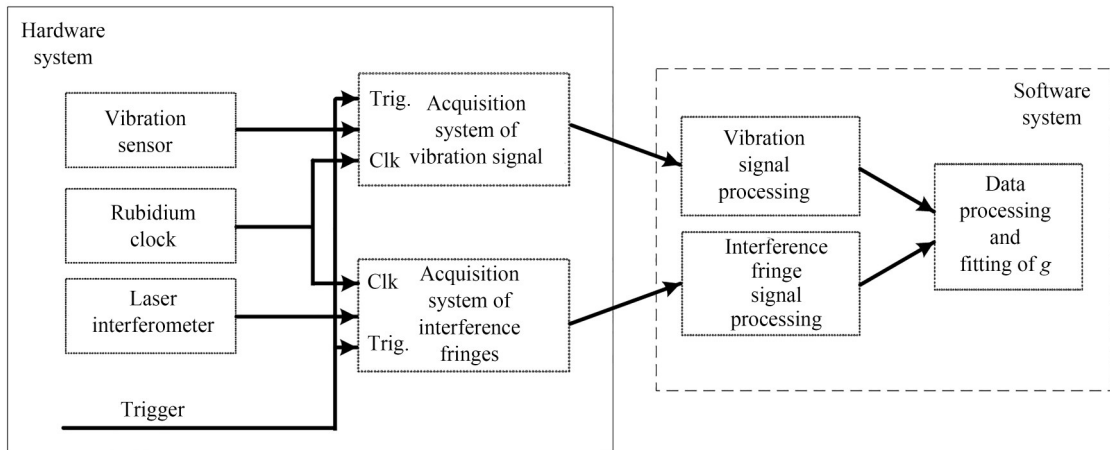 Hardware
system
Vibration
sensor
Rubidium
clock
Laser
interferometer
Trigger
Trig.
Clk
Acquisition
system of
vibration signal
Clk
Trig.
Acquisition
system of
interference
fringes
Software
system
Vibration
signal
processing
Interference
fringe
signal
processing
Data
processing
and
fitting of g